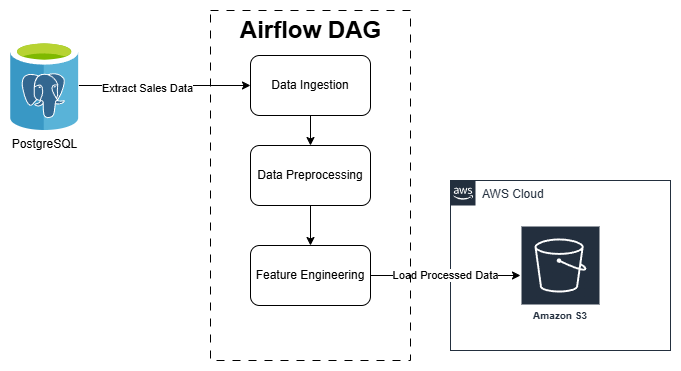 Airflow DAG
Extract Sales Data
Data Ingestion
PostgreSQL
Data Preprocessing
aws
AWS Cloud
Feature Engineering
Load Processed Data
Amazon S3